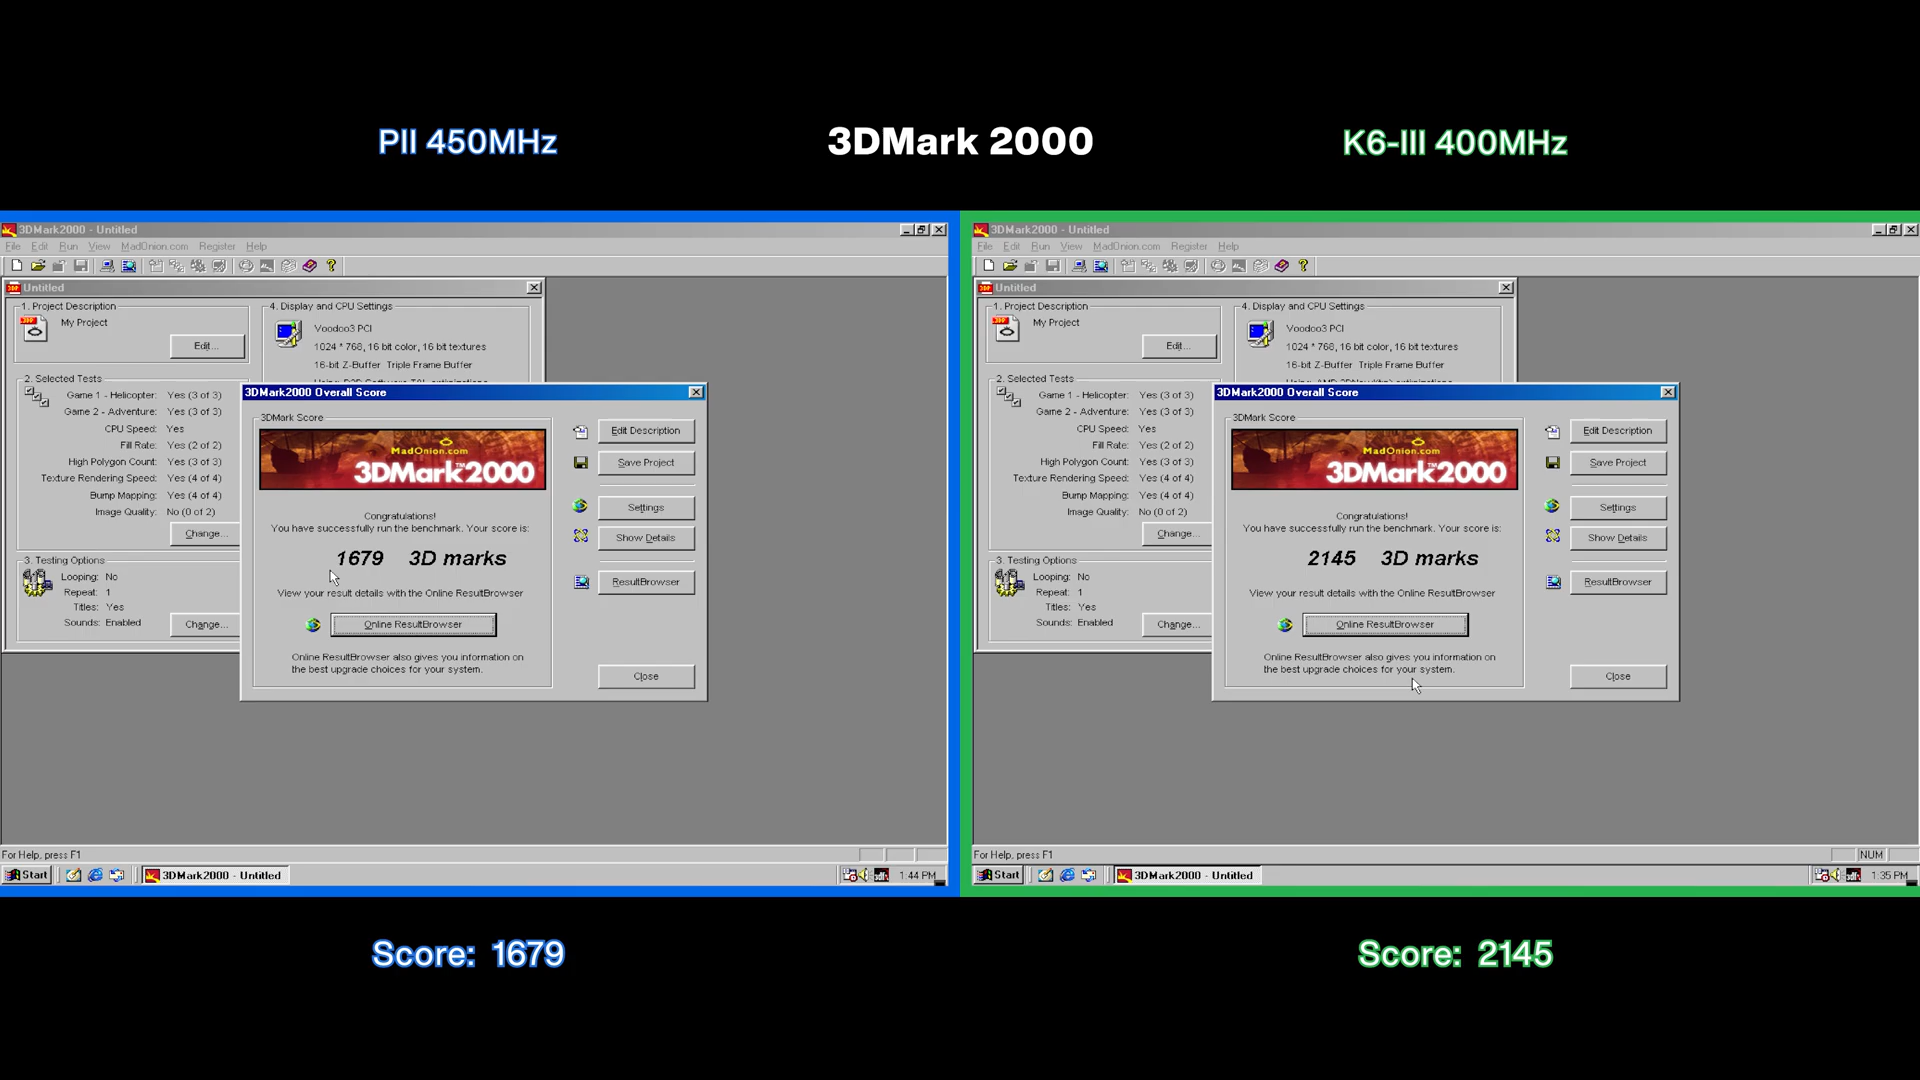 PII 450MHz
3DMark 2000
K6-III 400MHz
3DMark2000 - Untitled
File Edit Run View MadOnion.com Register Help
Untitled
1. Project Description
My Project
Edit...
4. Display and CPU Settings
Voodoo3 PCI
1024 * 768, 16 bit color, 16 bit textures
16-bit Z-Buffer Triple Frame Buffer
2. Selected Tests
Game 1 - Helicopter: Yes (3 of 3)
Game 2 - Adventure: Yes (3 of 3)
CPU Speed: Yes
Fill Rate: Yes (2 of 2)
High Polygon Count: Yes (3 of 3)
Texture Rendering Speed: Yes (4 of 4)
Bump Mapping: Yes (4 of 4)
Image Quality: No (0 of 2)
Change...
3. Testing Options
Looping: No
Repeat: 1
Titles: Yes
Sounds: Enabled
Change...
3DMark2000 Overall Score
3DMark Score
MadOnion.com
3DMark™2000
Congratulations!
You have successfully run the benchmark. Your score is:
1679 3D marks
View your result details with the Online ResultBrowser
Online ResultBrowser
Online ResultBrowser also gives you information on
the best upgrade choices for your system.
Edit Description
Save Project
Settings
Show Details
ResultBrowser
Close
For Help, press F1
Start
3DMark2000 - Untitled
1:44 PM
3DMark2000 - Untitled
File Edit Run View MadOnion.com Register Help
Untitled
1. Project Description
My Project
Edit...
4. Display and CPU Settings
Voodoo3 PCI
1024 * 768, 16 bit color, 16 bit textures
16-bit Z-Buffer Triple Frame Buffer
2. Selected Tests
Game 1 - Helicopter: Yes (3 of 3)
Game 2 - Adventure: Yes (3 of 3)
CPU Speed: Yes
Fill Rate: Yes (2 of 2)
High Polygon Count: Yes (3 of 3)
Texture Rendering Speed: Yes (4 of 4)
Bump Mapping: Yes (4 of 4)
Image Quality: No (0 of 2)
Change...
3. Testing Options
Looping: No
Repeat: 1
Titles: Yes
Sounds: Enabled
Change...
3DMark2000 Overall Score
3DMark Score
MadOnion.com
3DMark™2000
Congratulations!
You have successfully run the benchmark. Your score is:
2145 3D marks
View your result details with the Online ResultBrowser
Online ResultBrowser
Online ResultBrowser also gives you information on
the best upgrade choices for your system.
Edit Description
Save Project
Settings
Show Details
ResultBrowser
Close
For Help, press F1
NUM
Start
3DMark2000 - Untitled
1:35 PM
Score: 1679
Score: 2145